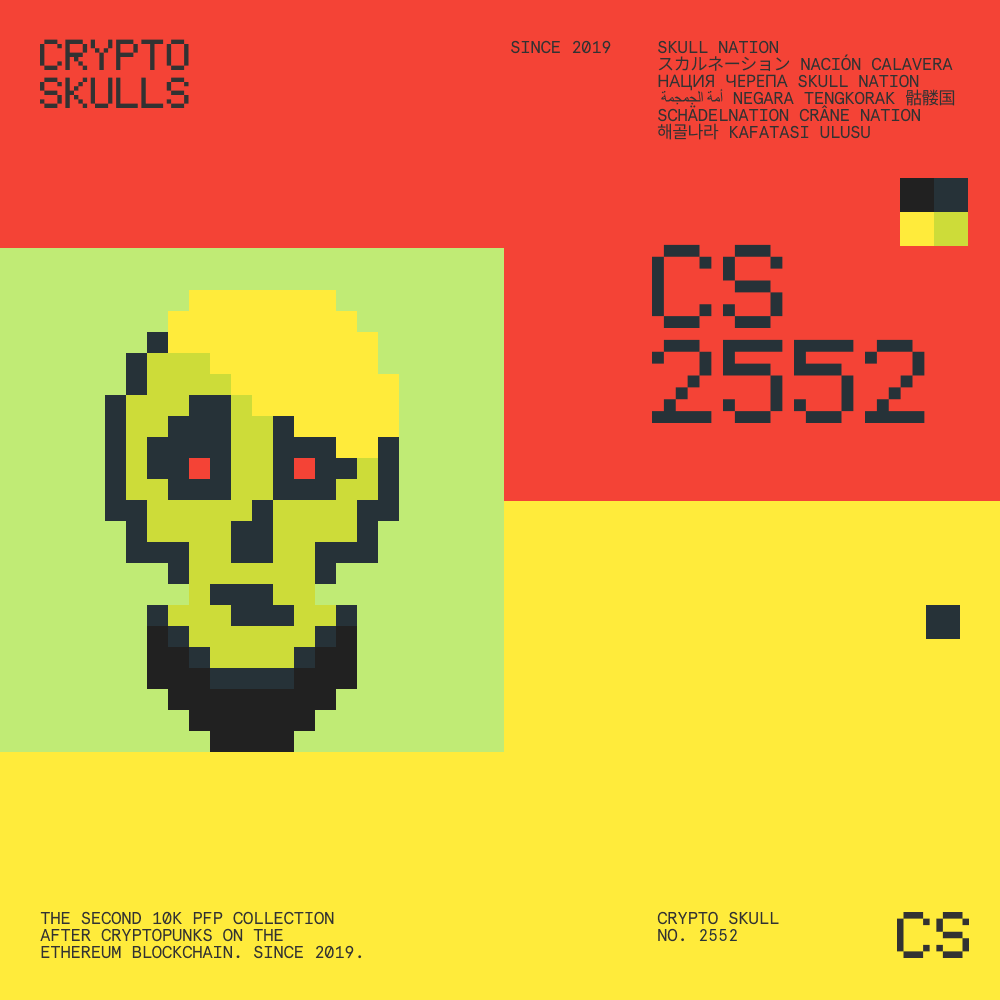 CRYPTO
SKULLS
SINCE 2019
SKULL NATION
スカルネーション NACIÓN CALAVERA
НАЦИЯ ЧЕРЕПА SKULL NATION
أمة الجمجمة NEGARA TENGKORAK 骷髅国
SCHÄDELNATION CRÂNE NATION
해골나라 KAFATASI ULUSU
CS
2552
THE SECOND 10K PFP COLLECTION
AFTER CRYPTOPUNKS ON THE
ETHEREUM BLOCKCHAIN. SINCE 2019.
CRYPTO SKULL
NO. 2552
CS